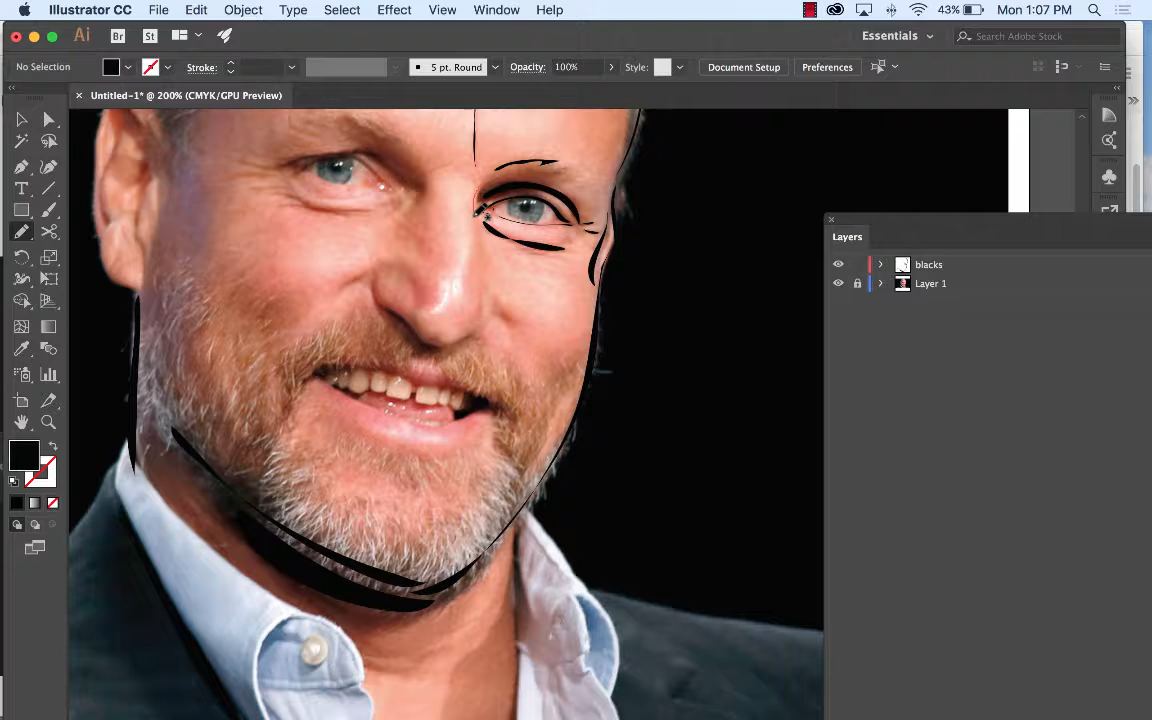 Illustrator CC File Edit Object Type Select Effect View Window Help 43% Mon 1:07 PM
Ai Br St Essentials Search Adobe Stock
No Selection Stroke: 5 pt. Round Opacity: 100% Style: Document Setup Preferences
Untitled-1* @ 200% (CMYK/GPU Preview)
Layers
blacks
Layer 1